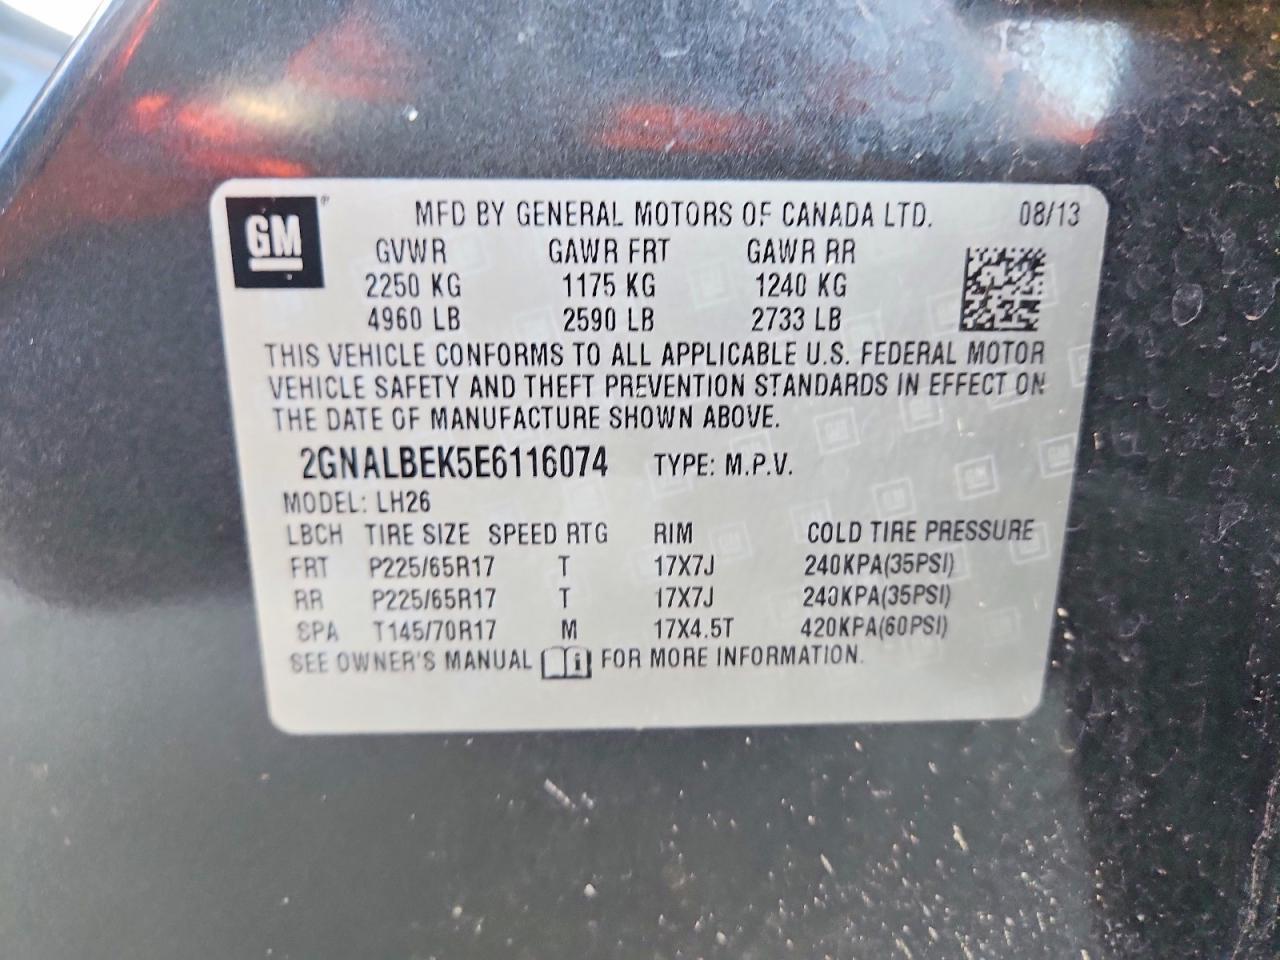 GM
MFD BY GENERAL MOTORS OF CANADA LTD. 08/13
GVWR GAWR FRT GAWR RR
2250 KG 1175 KG 1240 KG
4960 LB 2590 LB 2733 LB
THIS VEHICLE CONFORMS TO ALL APPLICABLE U.S. FEDERAL MOTOR
VEHICLE SAFETY AND THEFT PREVENTION STANDARDS IN EFFECT ON
THE DATE OF MANUFACTURE SHOWN ABOVE.
2GNALBEK5E6116074 TYPE: M.P.V.
MODEL: LH26
LBCH TIRE SIZE SPEED RTG RIM COLD TIRE PRESSURE
FRT P225/65R17 T 17X7J 240KPA(35PSI)
RR P225/65R17 T 17X7J 240KPA(35PSI)
SPA T145/70R17 M 17X4.5T 420KPA(60PSI)
SEE OWNER'S MANUAL i FOR MORE INFORMATION.